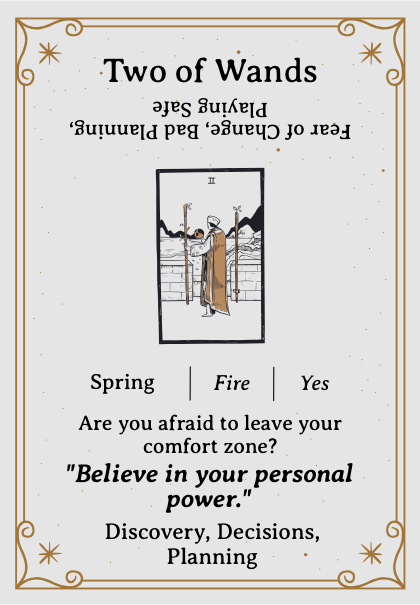 Two of Wands
Fear of Change, Bad Planning,
Playing Safe
II
Spring | Fire | Yes
Are you afraid to leave your
comfort zone?
"Believe in your personal
power."
Discovery, Decisions,
Planning